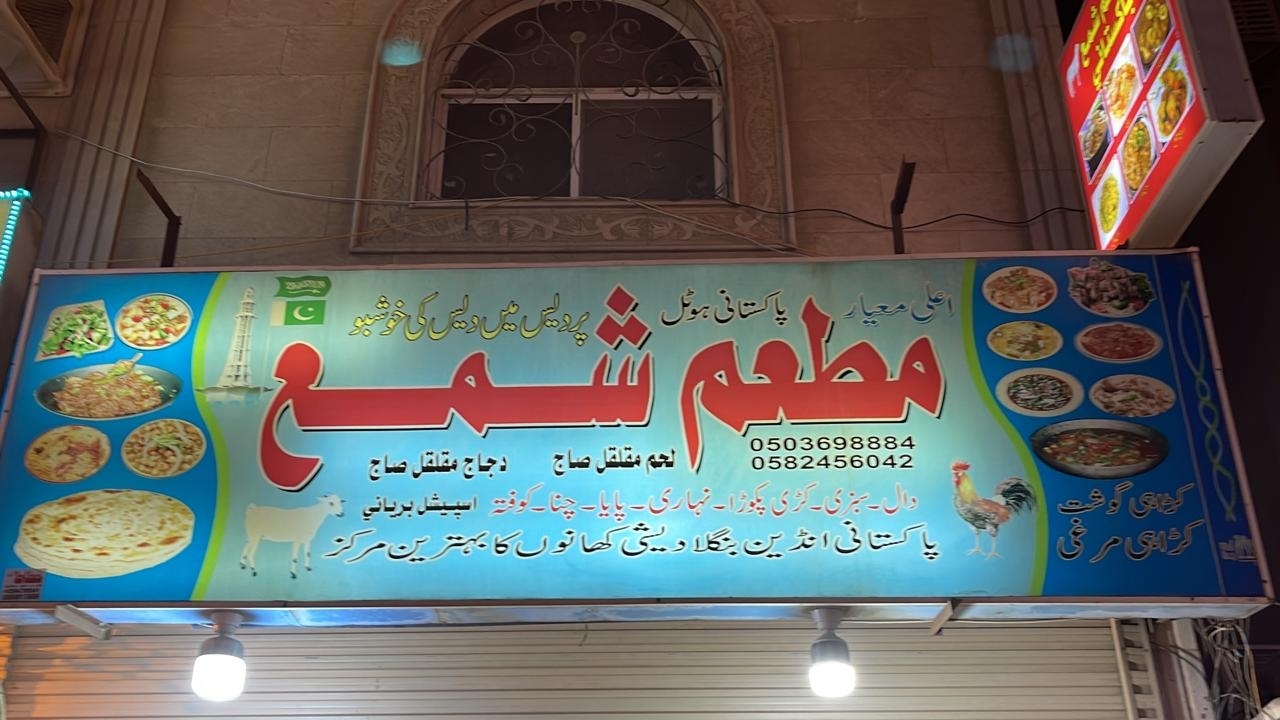 اعلیٰ معیار پاکستانی ہوٹل پردیس میں دیس کی خوشبو
مطعم شمع
0503698884
0582456042
لحم مقلقل صاج دجاج مقلقل صاج
دال۔سبزی۔کڑی پکوڑا۔نہاری۔پایا۔چنا۔کوفتہ اسپیشل بریانی
پاکستانی انڈین بنگلادیشی کھانوں کا بہترین مرکز
کڑاہی گوشت
کڑاہی مرغی